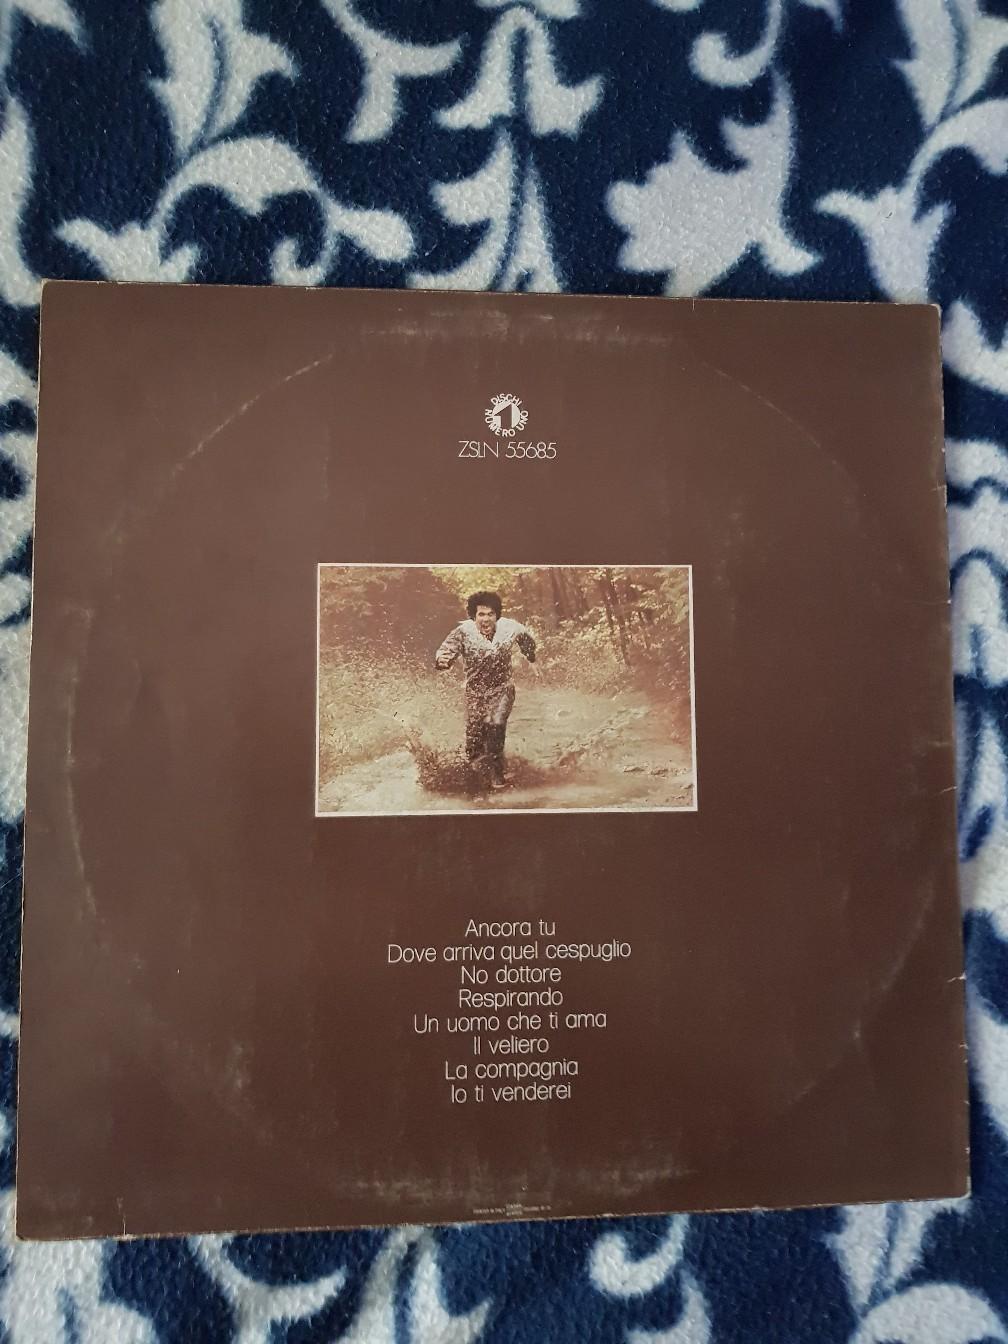 DISCHI
1
NUMERO UNO
ZSLN 55685
Ancora tu
Dove arriva quel cespuglio
No dottore
Respirando
Un uomo che ti ama
Il veliero
La compagnia
Io ti venderei